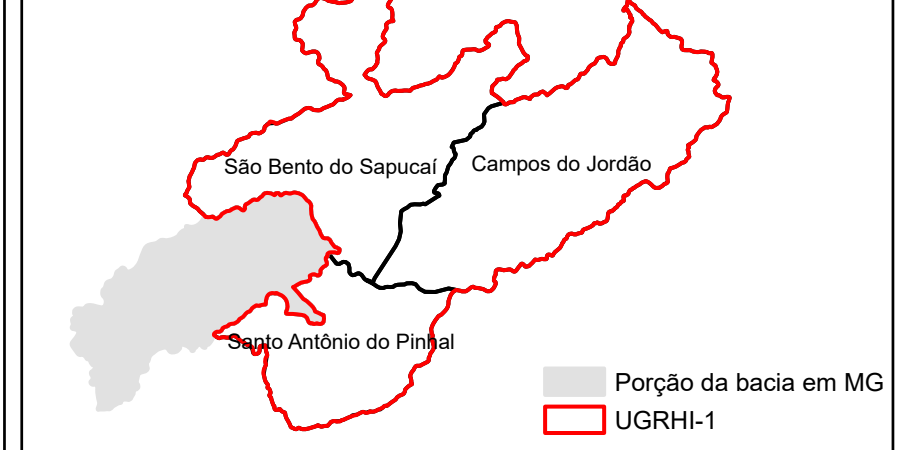 São Bento do Sapucaí
Campos do Jordão
Santo Antônio do Pinhal
Porção da bacia em MG
UGRHI-1